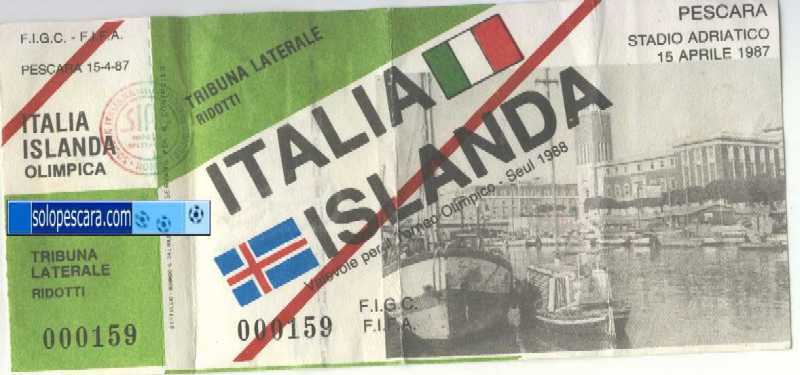 F.I.G.C. - F.I.F.A.
PESCARA 15-4-87
ITALIA
ISLANDA
OLIMPICA
solopescara.com
TRIBUNA
LATERALE
RIDOTTI
000159
TRIBUNA LATERALE
RIDOTTI
ITALIA
ISLANDA
Valevole per il Torneo Olimpico - Seul 1988
F.I.G.C.
F.I.F.A.
000159
PESCARA
STADIO ADRIATICO
15 APRILE 1987